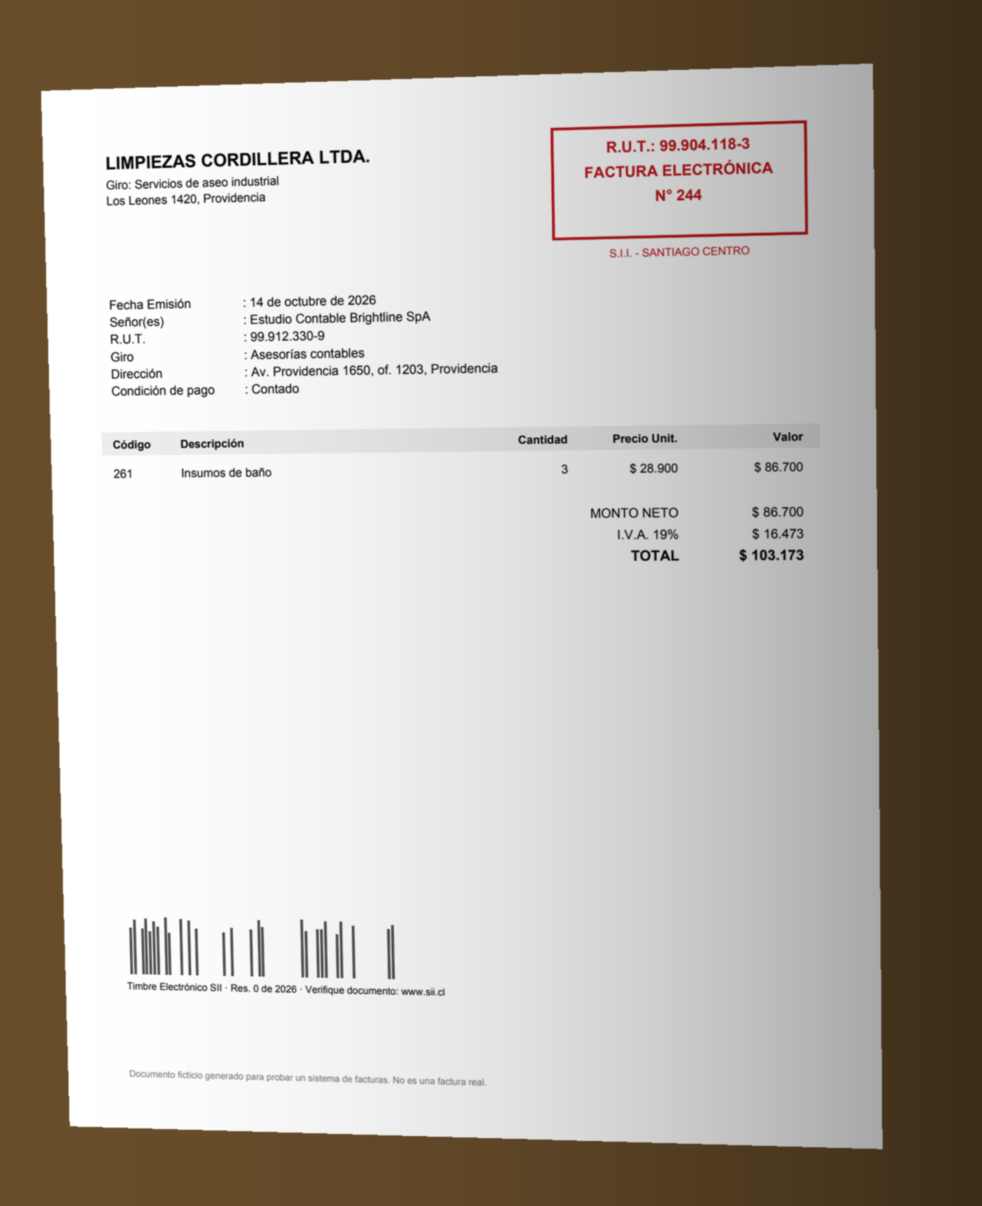 LIMPIEZAS CORDILLERA LTDA.
Giro: Servicios de aseo industrial
Los Leones 1420, Providencia
R.U.T.: 99.904.118-3
FACTURA ELECTRÓNICA
N° 244
S.I.I. - SANTIAGO CENTRO
Fecha Emisión : 14 de octubre de 2026
Señor(es) : Estudio Contable Brightline SpA
R.U.T. : 99.912.330-9
Giro : Asesorías contables
Dirección : Av. Providencia 1650, of. 1203, Providencia
Condición de pago : Contado
Código Descripción Cantidad Precio Unit. Valor
261 Insumos de baño 3 $ 28.900 $ 86.700
MONTO NETO $ 86.700
I.V.A. 19% $ 16.473
TOTAL $ 103.173
Timbre Electrónico SII · Res. 0 de 2026 · Verifique documento: www.sii.cl
Documento ficticio generado para probar un sistema de facturas. No es una factura real.